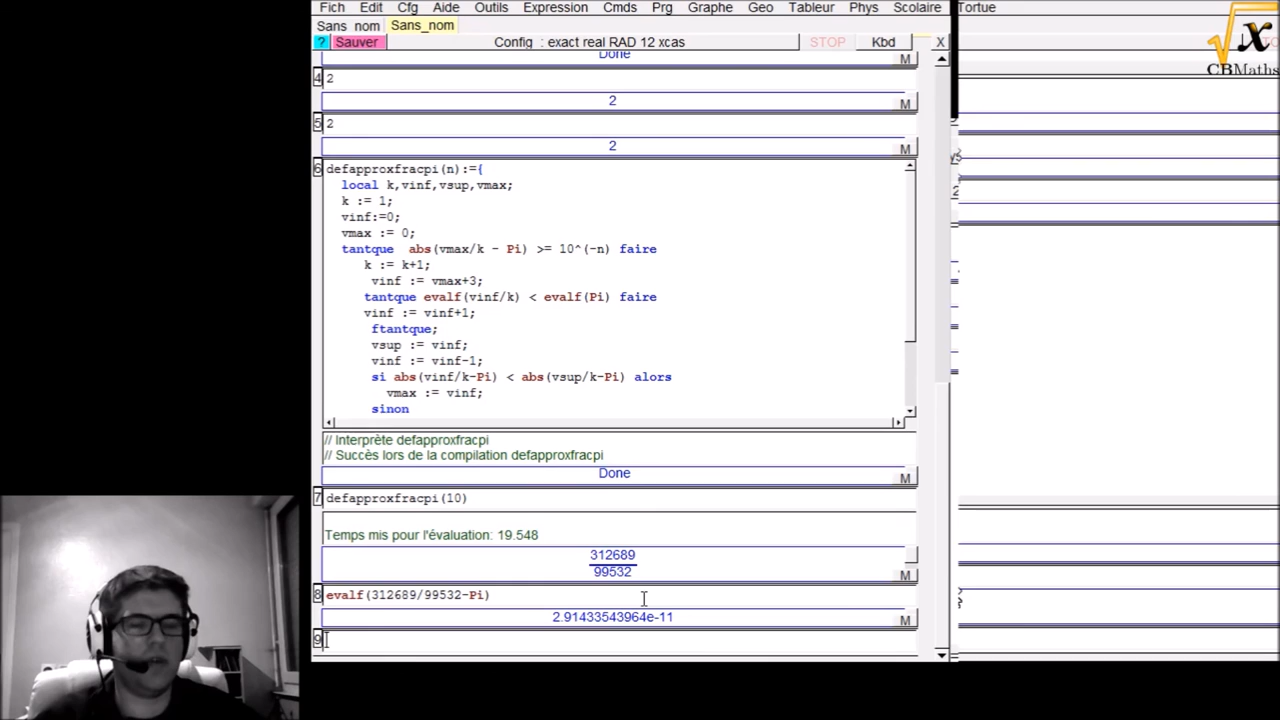 Fich Edit Cfg Aide Outils Expression Cmds Prg Graphe Geo Tableur Phys Scolaire Tortue
Sans nom Sans_nom
? Sauver Config : exact real RAD 12 xcas STOP Kbd X
CBMaths
Done
M
4 2
2
M
5 2
2
M
6 defapproxfracpi(n):={
local k,vinf,vsup,vmax;
k := 1;
vinf:=0;
vmax := 0;
tantque abs(vmax/k - Pi) >= 10^(-n) faire
k := k+1;
vinf := vmax+3;
tantque evalf(vinf/k) < evalf(Pi) faire
vinf := vinf+1;
ftantque;
vsup := vinf;
vinf := vinf-1;
si abs(vinf/k-Pi) < abs(vsup/k-Pi) alors
vmax := vinf;
sinon
// Interprète defapproxfracpi
// Succès lors de la compilation defapproxfracpi
Done
M
7 defapproxfracpi(10)
Temps mis pour l'évaluation: 19.548
312689
99532
M
8 evalf(312689/99532-Pi)
2.91433543964e-11
M
9